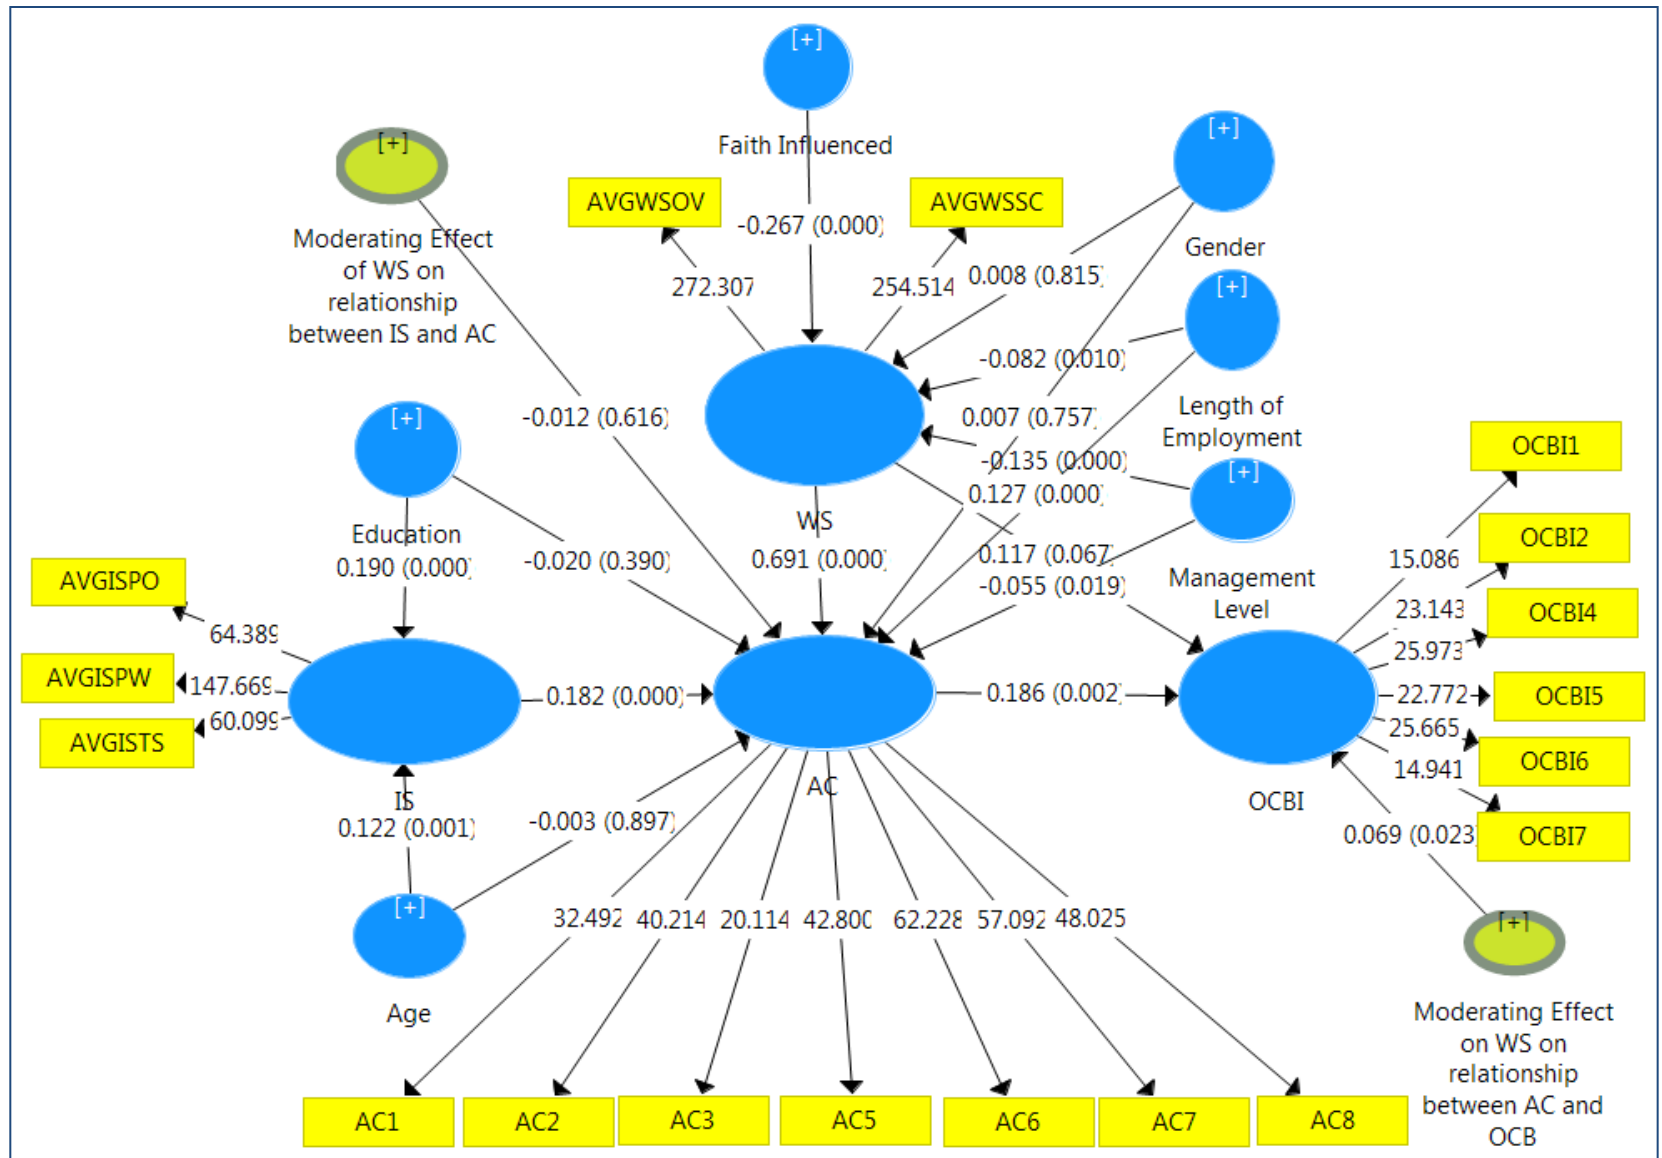 [+]
Faith Influenced
[+]
[+]
Moderating Effect
of WS on
relationship
between IS and AC
AVGWSOV
AVGWSSC
-0.267 (0.000)
Gender
272.307
254.514
0.008 (0.815)
[+]
-0.082 (0.010)
-0.012 (0.616)
0.007 (0.757)
Length of
Employment
[+]
-0.135 (0.000)
0.127 (0.000)
[+]
OCBI1
WS
Education
0.190 (0.000)
-0.020 (0.390)
0.691 (0.000)
0.117 (0.067)
-0.055 (0.019)
Management
Level
15.086
OCBI2
23.143
OCBI4
25.973
AVGISPO
64.389
AVGISPW
147.669
60.099
AVGISTS
0.182 (0.000)
0.186 (0.002)
22.772
OCBI5
25.665
OCBI6
14.941
OCBI7
IS
AC
OCBI
0.122 (0.001)
-0.003 (0.897)
0.069 (0.023)
[+]
Age
32.492
40.214
20.114
42.800
62.228
57.092
48.025
[+]
Moderating Effect
on WS on
relationship
between AC and
OCB
AC1
AC2
AC3
AC5
AC6
AC7
AC8